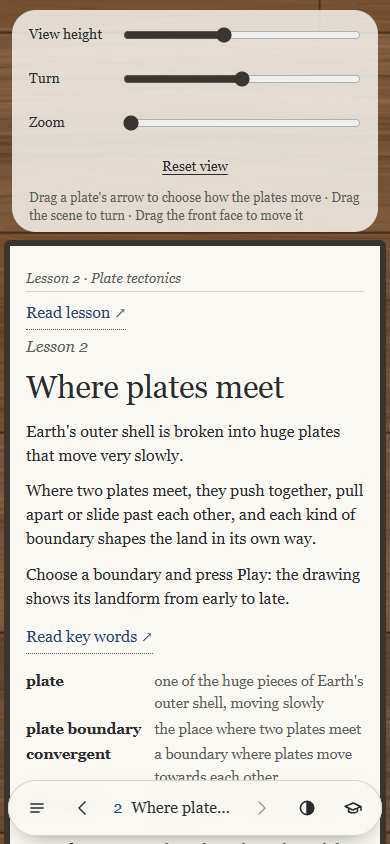 View height
Turn
Zoom
Reset view
Drag a plate's arrow to choose how the plates move · Drag
the scene to turn · Drag the front face to move it
Lesson 2 · Plate tectonics
Read lesson ↗
Lesson 2
Where plates meet
Earth's outer shell is broken into huge plates
that move very slowly.
Where two plates meet, they push together, pull
apart or slide past each other, and each kind of
boundary shapes the land in its own way.
Choose a boundary and press Play: the drawing
shows its landform from early to late.
Read key words ↗
plate one of the huge pieces of Earth's
outer shell, moving slowly
plate boundary the place where two plates meet
convergent a boundary where plates move
towards each other
2 Where plate...